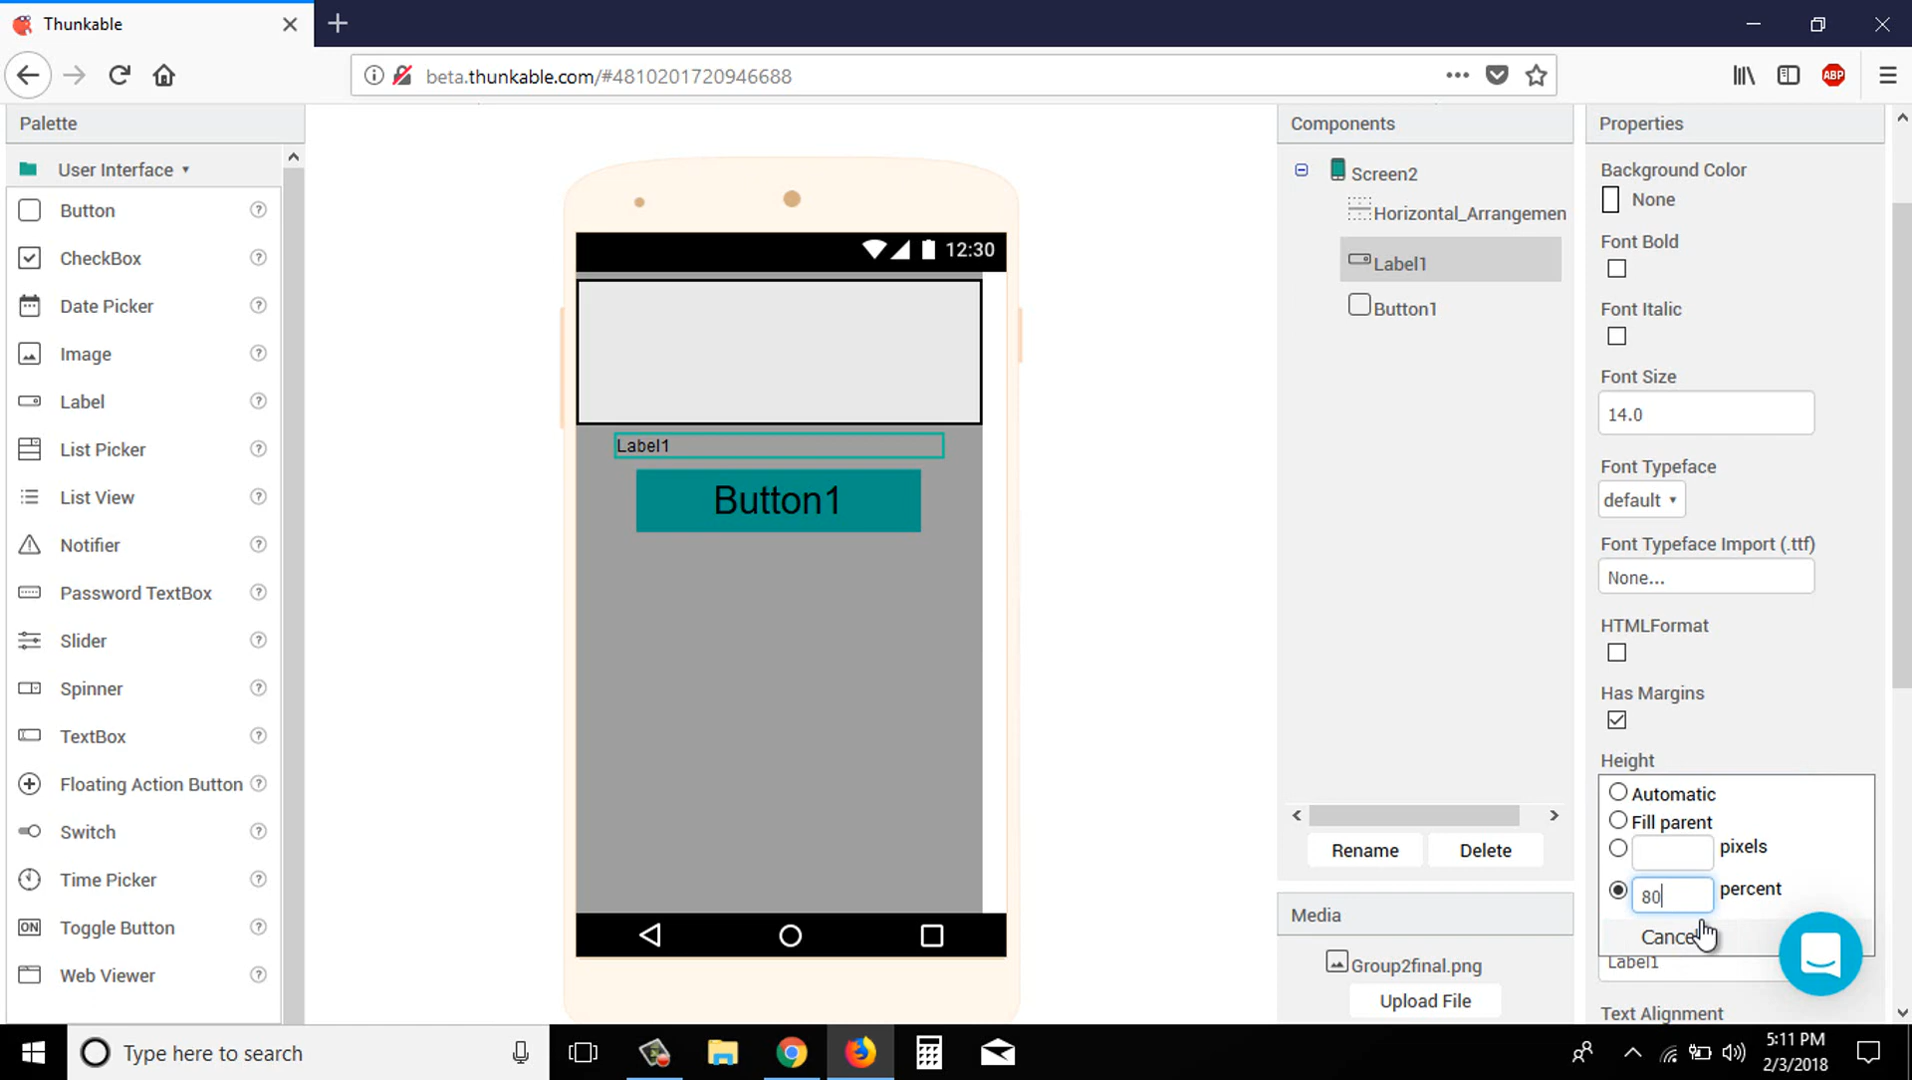 Thunkable
beta.thunkable.com/#4810201720946688
ABP
Palette
User Interface
Button
CheckBox
Date Picker
Image
Label
List Picker
List View
Notifier
Password TextBox
Slider
Spinner
TextBox
Floating Action Button
Switch
Time Picker
ON Toggle Button
Web Viewer
12:30
Label1
Button1
Components
Screen2
Horizontal_Arrangemen
Label1
Button1
Rename Delete
Media
Group2final.png
Upload File
Properties
Background Color
None
Font Bold
Font Italic
Font Size
14.0
Font Typeface
default
Font Typeface Import (.ttf)
None...
HTMLFormat
Has Margins
Height
Automatic
Fill parent
pixels
80 percent
Cance
Label1
Text Alignment
Type here to search
5:11 PM
2/3/2018